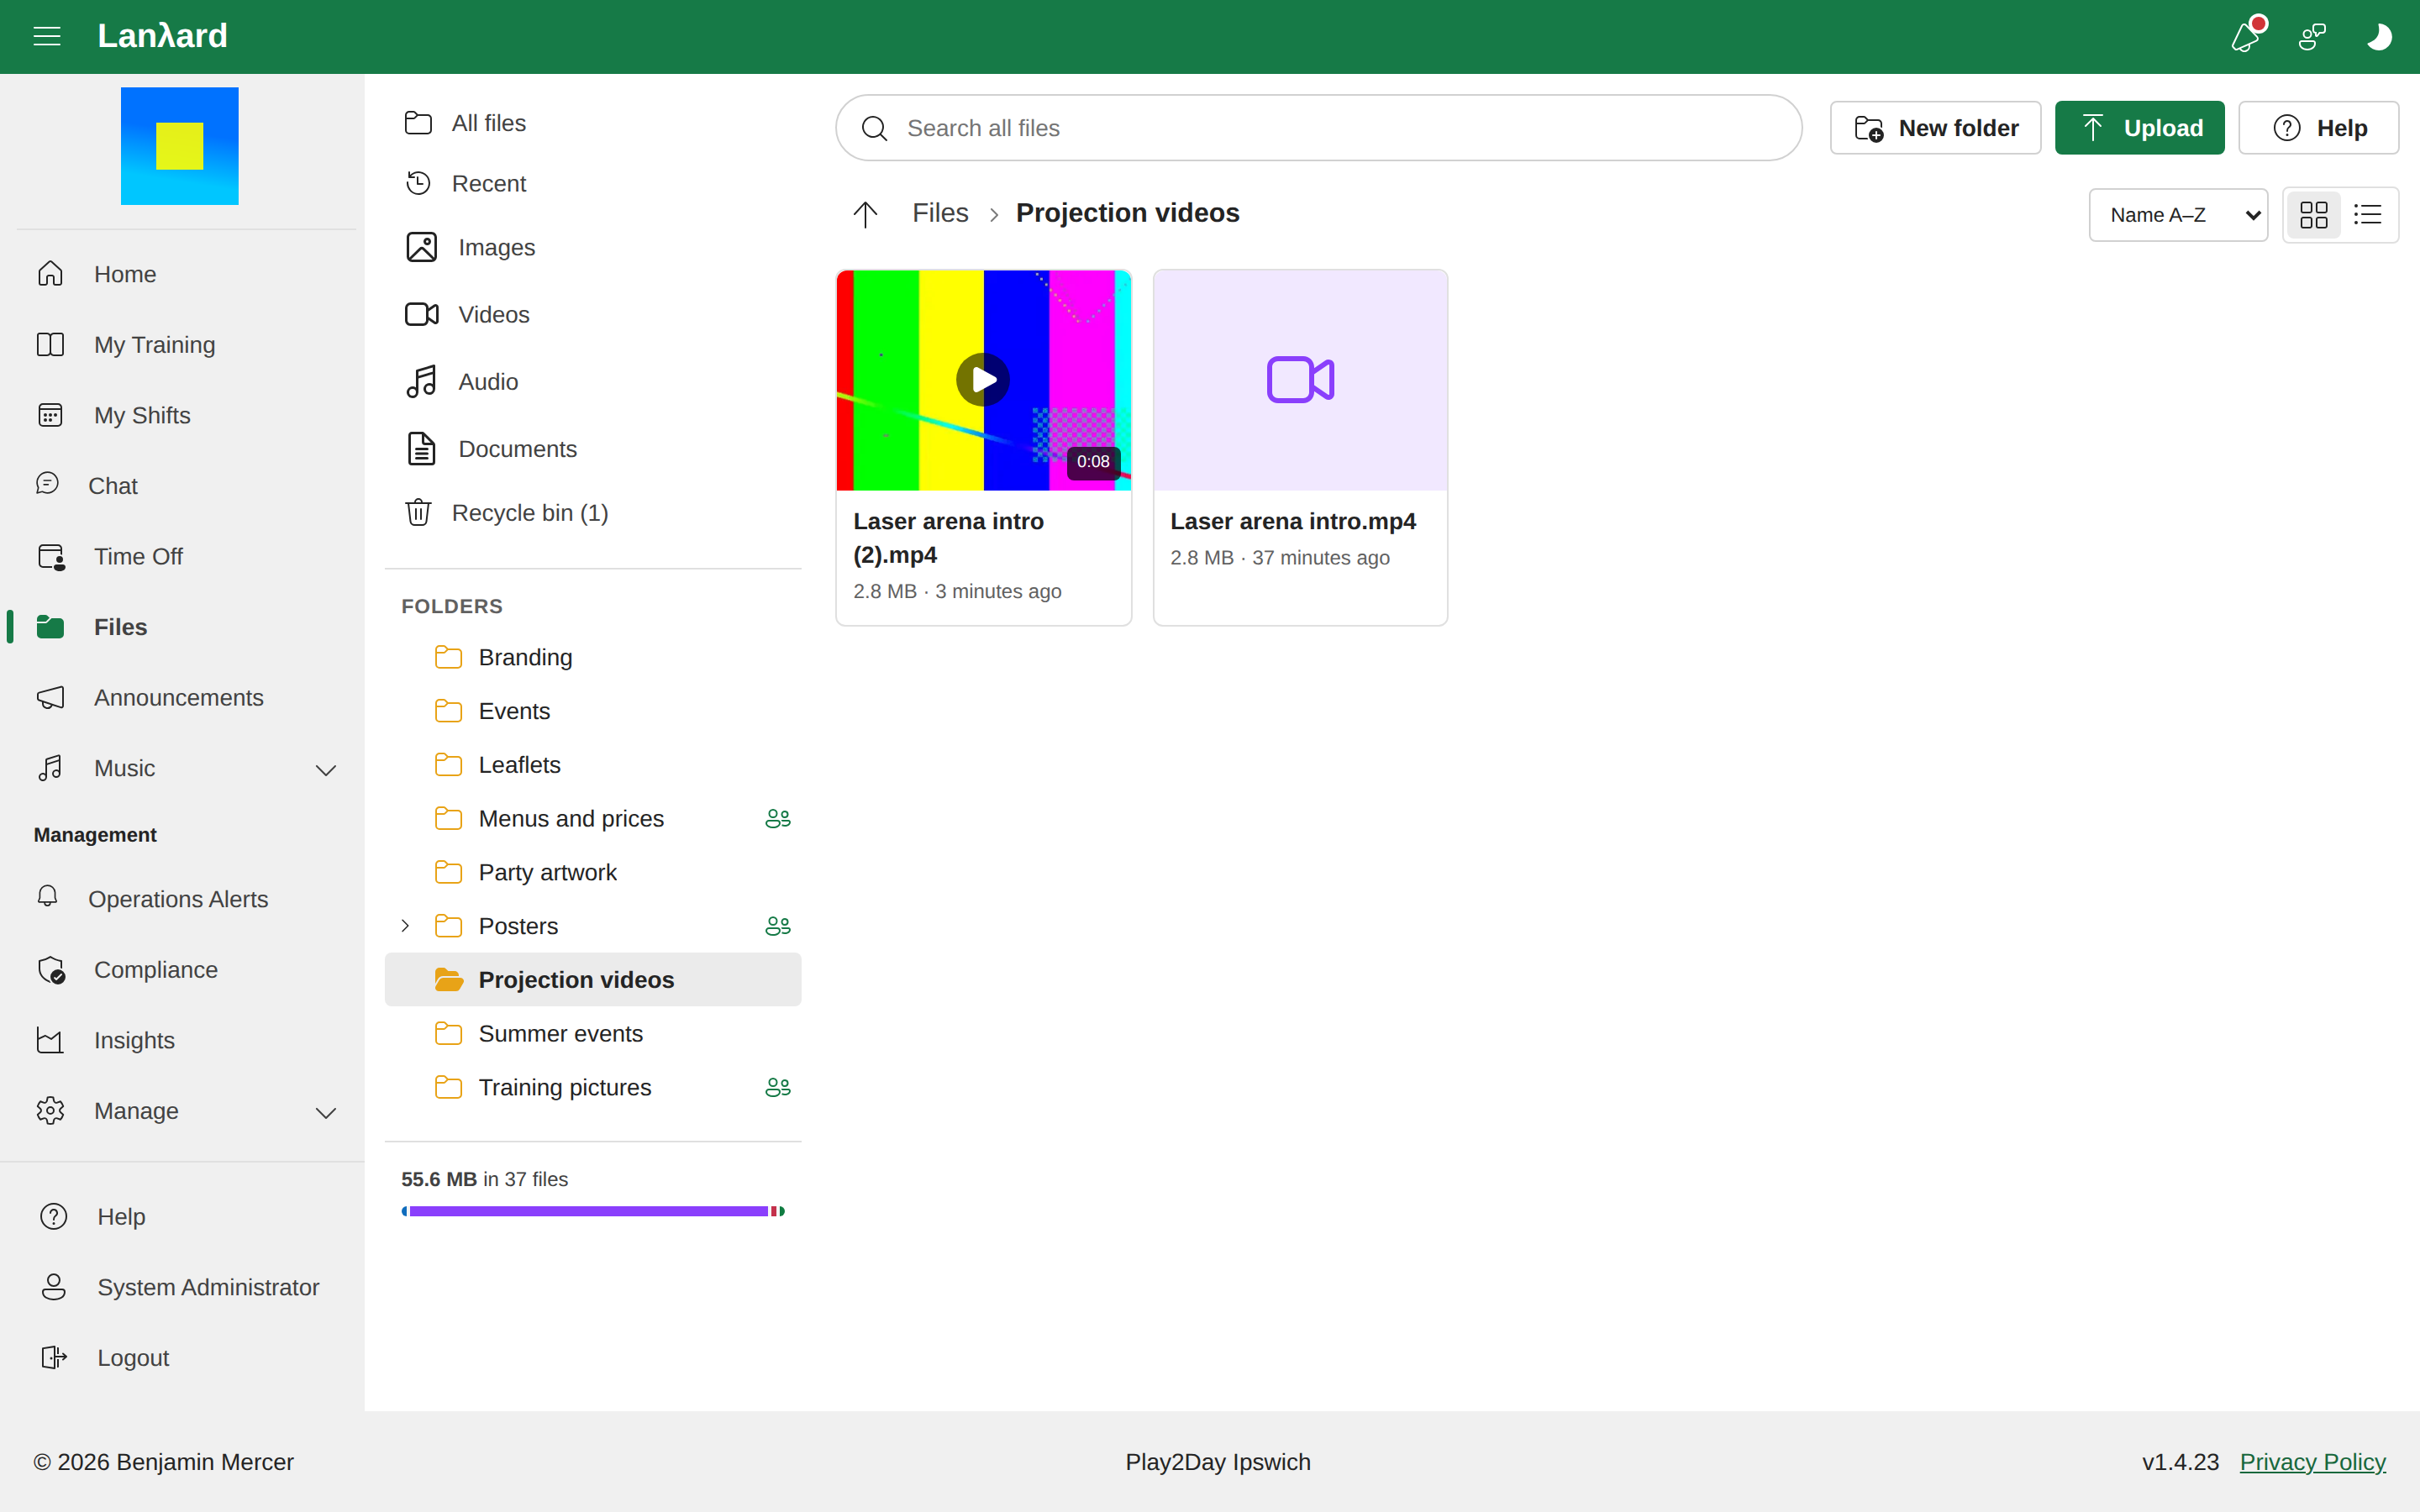 Lanλard
Home
My Training
My Shifts
Chat
Time Off
Files
Announcements
Music
Management
Operations Alerts
Compliance
Insights
Manage
Help
System Administrator
Logout
All files
Recent
Images
Videos
Audio
Documents
Recycle bin (1)
FOLDERS
Branding
Events
Leaflets
Menus and prices
Party artwork
Posters
Projection videos
Summer events
Training pictures
55.6 MB in 37 files
Search all files
New folder
Upload
Help
Files > Projection videos
Name A–Z
0:08
Laser arena intro
(2).mp4
2.8 MB · 3 minutes ago
Laser arena intro.mp4
2.8 MB · 37 minutes ago
© 2026 Benjamin Mercer
Play2Day Ipswich
v1.4.23 Privacy Policy